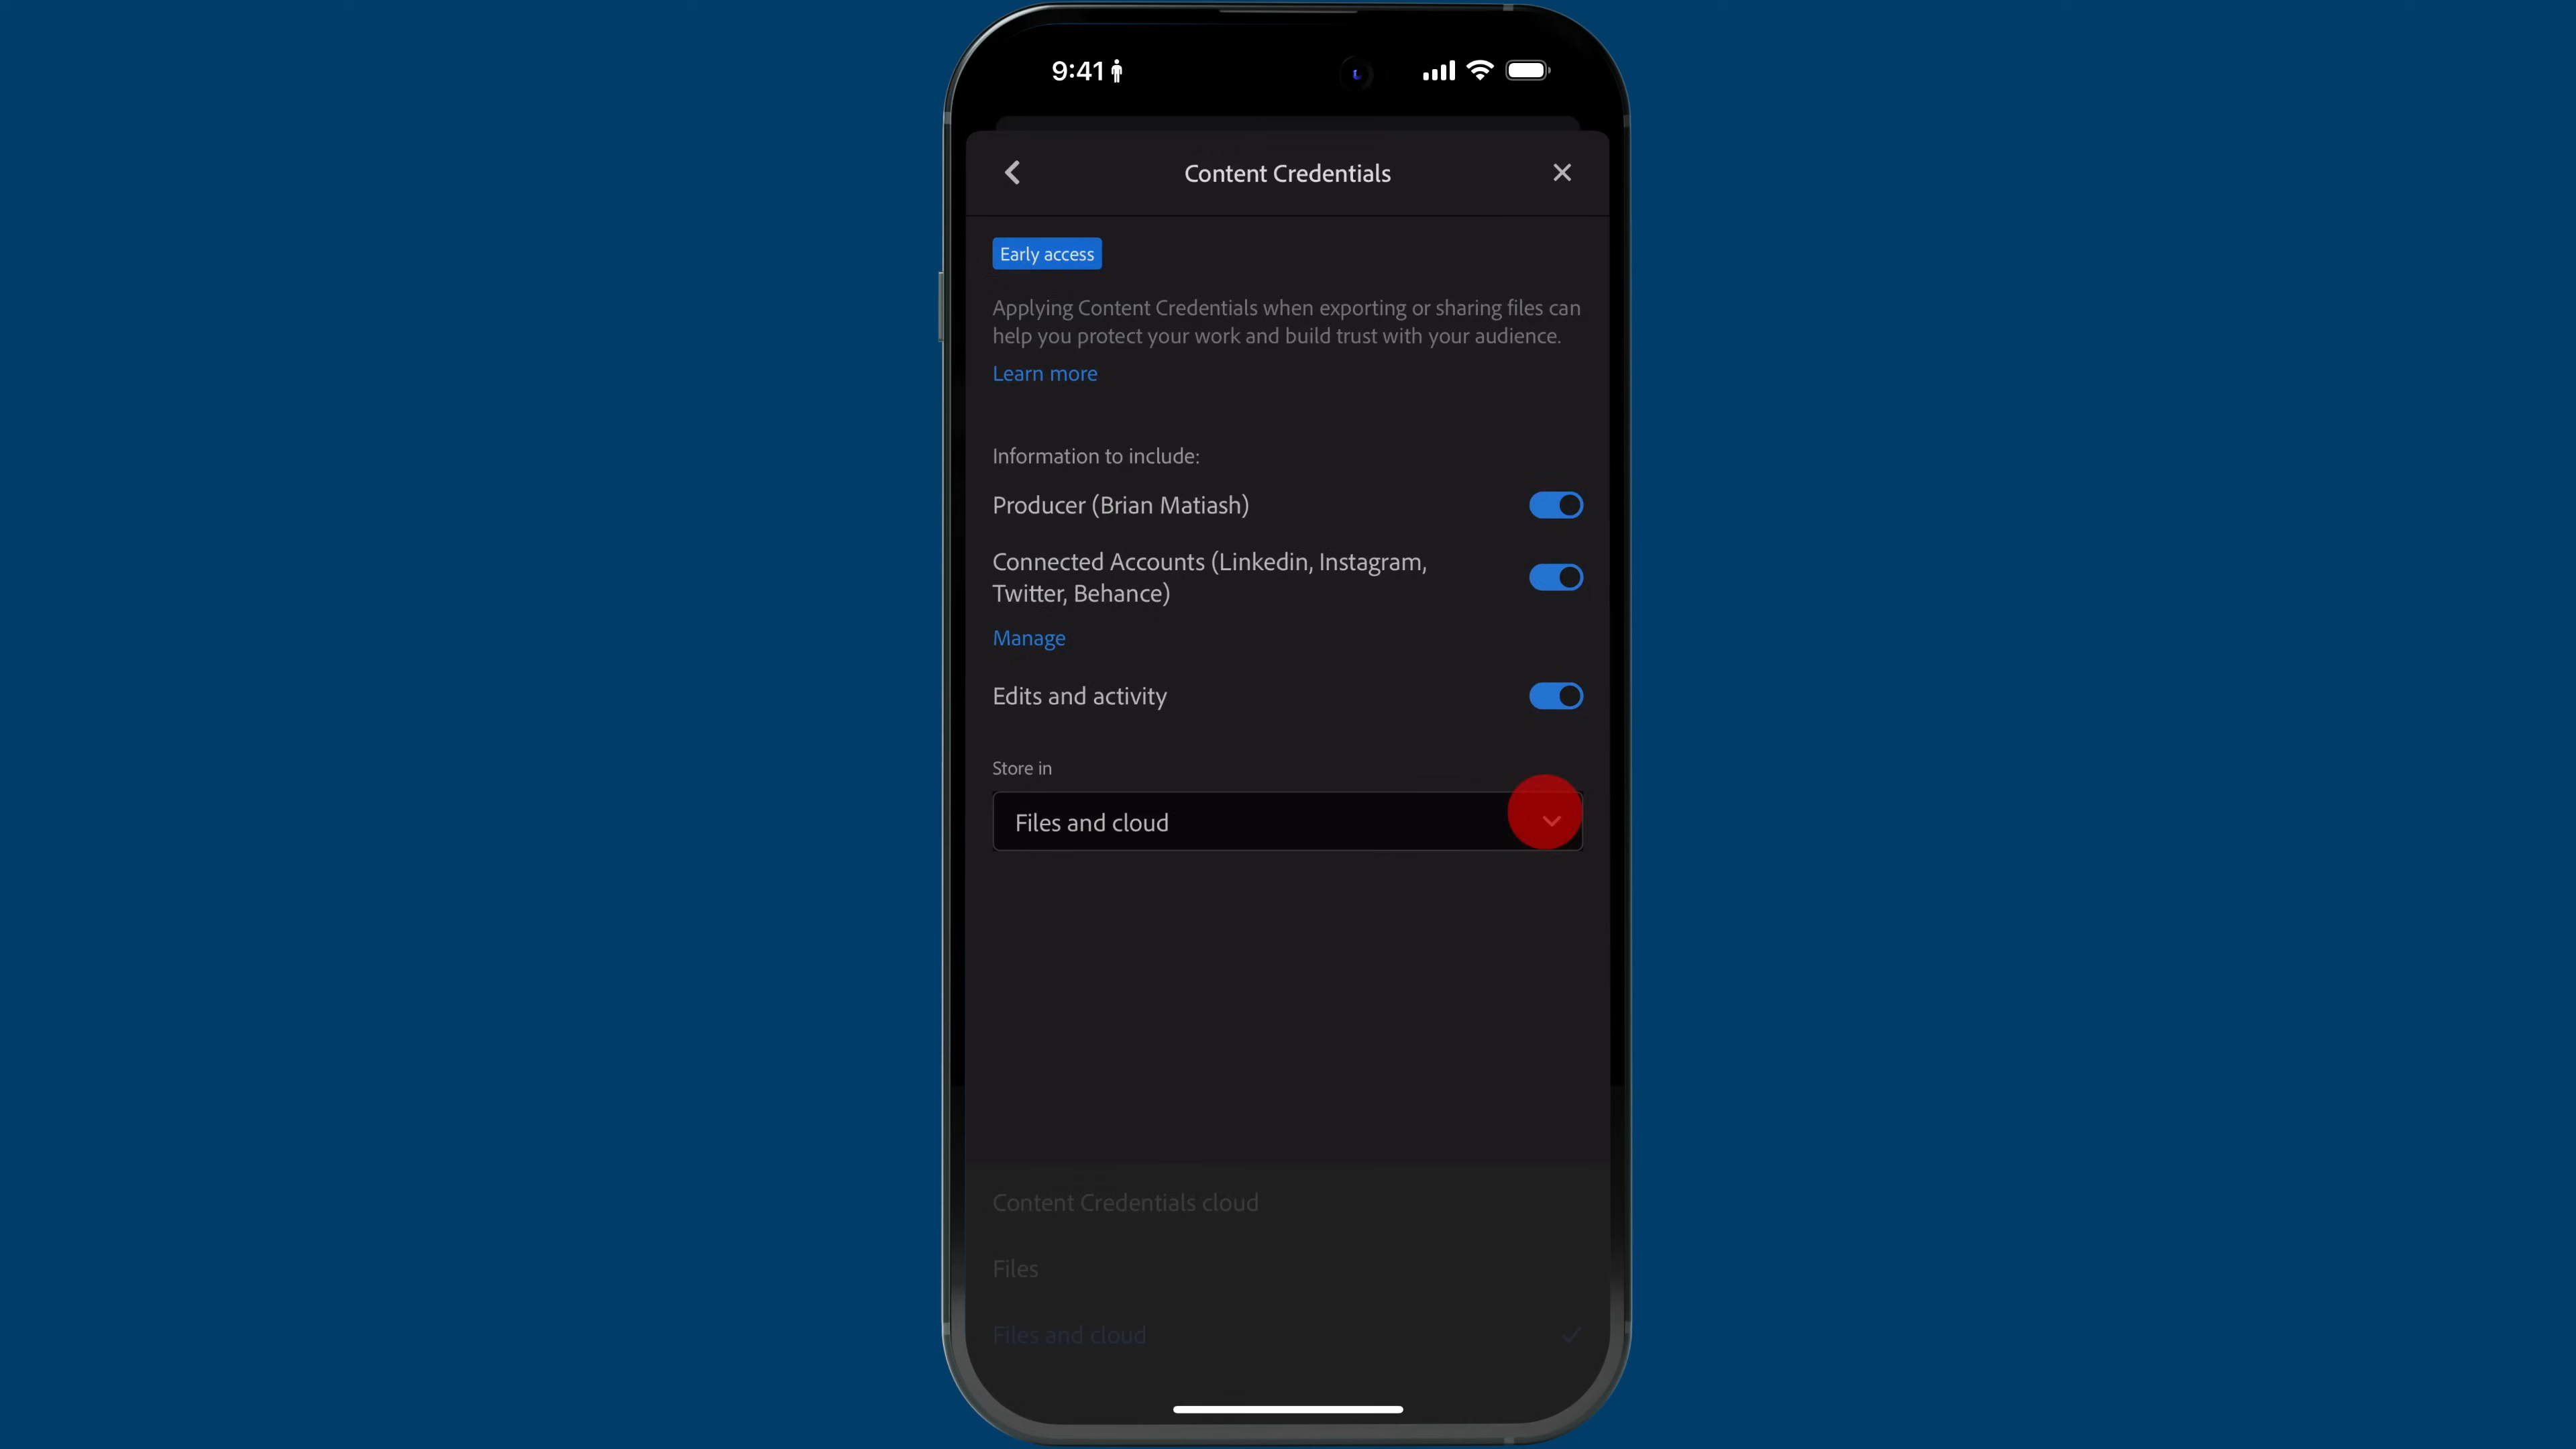 9:41
Content Credentials
Early access
Applying Content Credentials when exporting or sharing files can
help you protect your work and build trust with your audience.
Learn more
Information to include:
Producer (Brian Matiash)
Connected Accounts (Linkedin, Instagram,
Twitter, Behance)
Manage
Edits and activity
Store in
Files and cloud
Content Credentials cloud
Files
Files and cloud